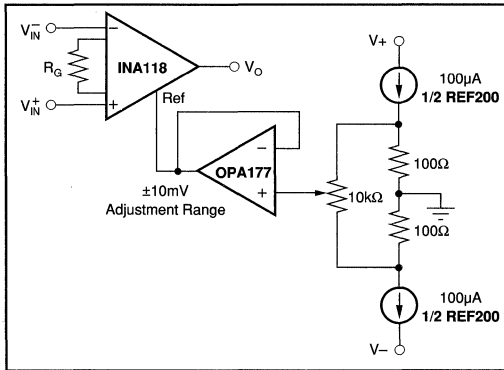 V−IN
−
INA118
RG
V+IN
+
VO
Ref
V+
100µA
1/2 REF200
−
OPA177
+
±10mV
Adjustment Range
10kΩ
100Ω
100Ω
100µA
1/2 REF200
V−